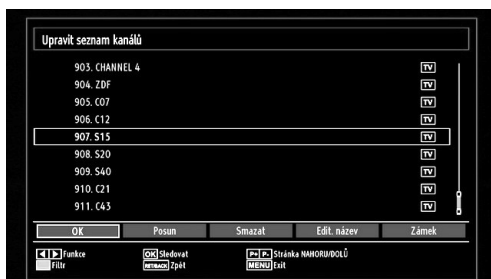 Upravit seznam kanálů
903. CHANNEL 4 TV
904. ZDF TV
905. C07 TV
906. C12 TV
907. S15 TV
908. S20 TV
909. S40 TV
910. C21 TV
911. C43 TV
OK Posun Smazat Edit. název Zámek
Funkce OK Sledovat P+ P- Stránka NAHORU/DOLŮ
Filtr RET/BACK Zpět MENU Exit